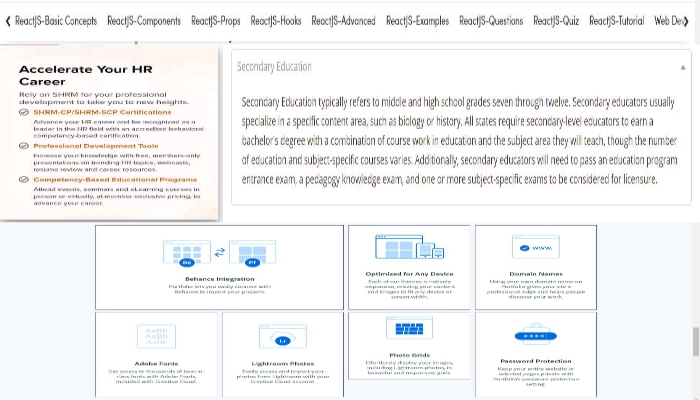 ReactJS-Basic Concepts ReactJS-Components ReactJS-Props ReactJS-Hooks ReactJS-Advanced ReactJS-Examples ReactJS-Questions ReactJS-Quiz ReactJS-Tutorial Web Dev
Accelerate Your HR
Career
Rely on SHRM for your professional
development to take you to new heights.
SHRM-CP/SHRM-SCP Certifications
Advance your HR career and be recognized as a
leader in the HR field with an accredited behavioral
competency-based certification.
Professional Development Tools
Increase your knowledge with free, members-only
presentations on trending HR topics, webcasts,
resume review and career resources.
Competency-Based Educational Programs
Attend events, seminars and eLearning courses in
person or virtually, at member-exclusive pricing, to
advance your career.
Secondary Education
Secondary Education typically refers to middle and high school grades seven through twelve. Secondary educators usually
specialize in a specific content area, such as biology or history. All states require secondary-level educators to earn a
bachelor's degree with a combination of course work in education and the subject area they will teach, though the number
of education and subject-specific courses varies. Additionally, secondary educators will need to pass an education program
entrance exam, a pedagogy knowledge exam, and one or more subject-specific exams to be considered for licensure.
Be
Pf
Behance Integration
Portfolio lets you easily connect with
Behance to import your projects.
Optimized for Any Device
Each of our themes is natively
responsive, resizing your content
and images to fit any device or
screen width.
www.
Domain Names
Using your own domain name on
Portfolio gives your site a
professional edge and helps people
discover your work.
AaBb
AaBb
AaBb
Adobe Fonts
Get access to thousands of best-in-
class fonts with Adobe Fonts,
included with Creative Cloud.
Lr
Lightroom Photos
Easily access and import your
photos from Lightroom with your
Creative Cloud account.
Photo Grids
Effortlessly display your images,
including Lightroom photos, in
beautiful and responsive grids.
Password Protection
Keep your entire website or
selected pages private with
Portfolio's password protection
setting.